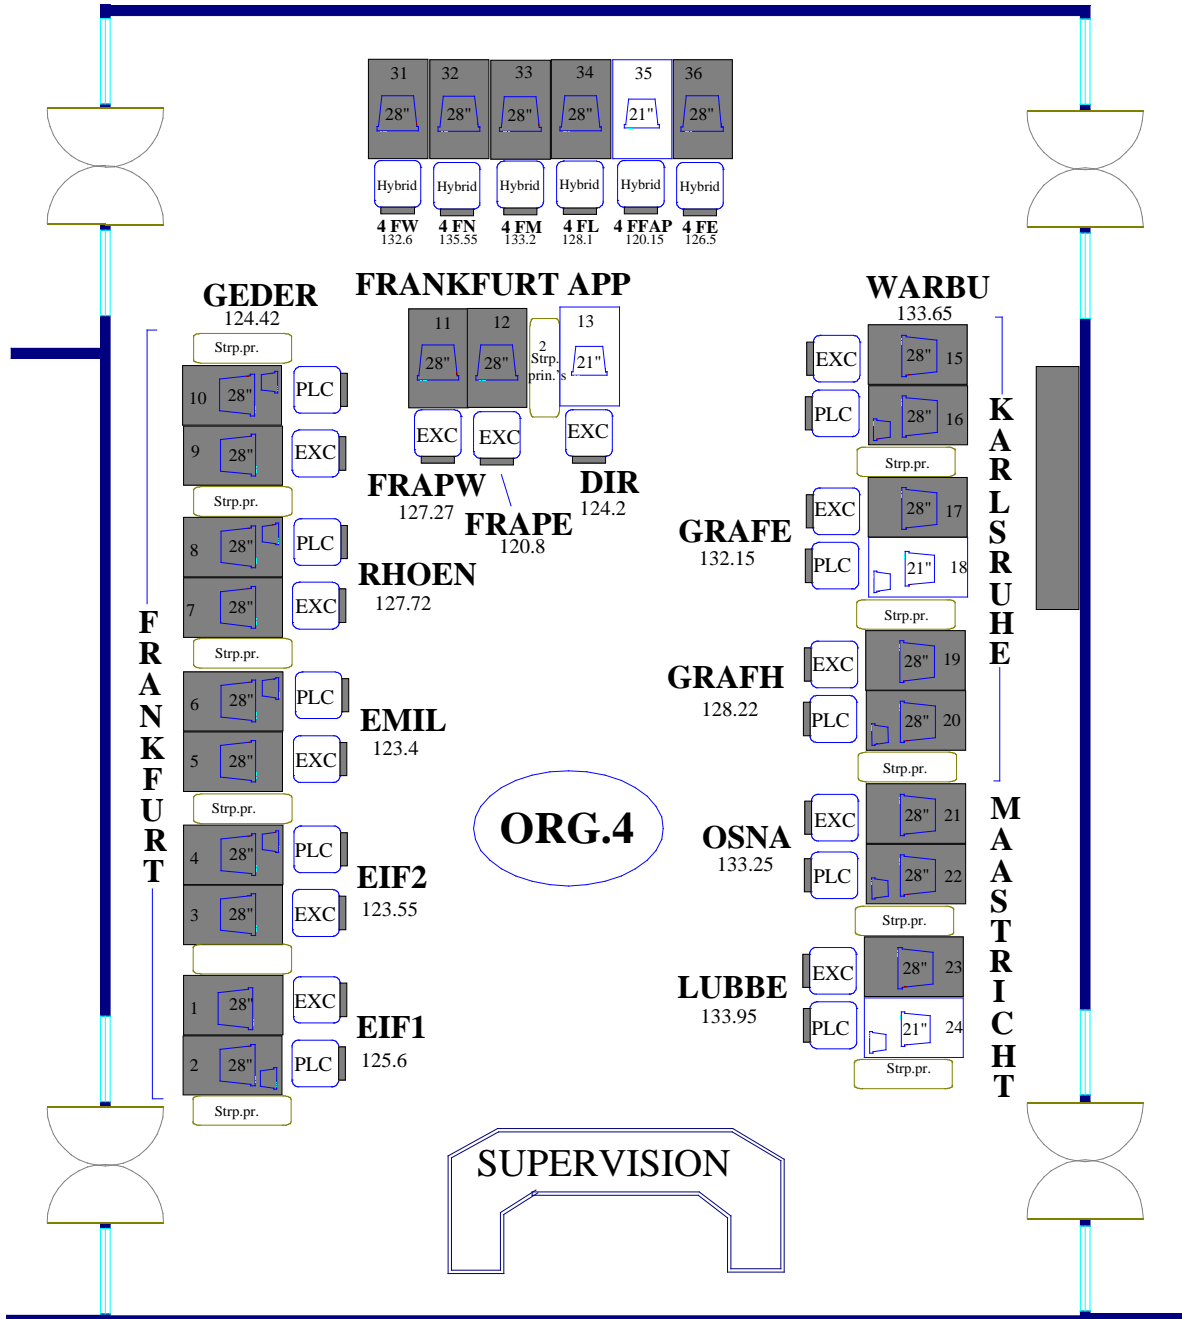 31 32 33 34 35 36
28" 28" 28" 28" 21" 28"
Hybrid Hybrid Hybrid Hybrid Hybrid Hybrid
4 FW 4 FN 4 FM 4 FL 4 FFAP 4 FE
132.6 135.55 133.2 128.1 120.15 126.5
FRANKFURT APP
11 12 13
28" 28" 21"
2
Strp.
prin.'s
EXC EXC EXC
FRAPW
127.27
FRAPE
120.8
DIR
124.2
FRANKFURT
GEDER
124.42
Strp.pr.
10 28" PLC
9 28" EXC
Strp.pr.
8 28" PLC
RHOEN
127.72
7 28" EXC
Strp.pr.
6 28" PLC
EMIL
123.4
5 28" EXC
Strp.pr.
4 28" PLC
EIF2
123.55
3 28" EXC
1 28" EXC
EIF1
125.6
2 28" PLC
Strp.pr.
ORG.4
WARBU
133.65
EXC 28" 15
PLC 28" 16
Strp.pr.
KARLSRUHE
GRAFE
132.15
EXC 28" 17
PLC 21" 18
Strp.pr.
GRAFH
128.22
EXC 28" 19
PLC 28" 20
Strp.pr.
MAASTRICHT
OSNA
133.25
EXC 28" 21
PLC 28" 22
Strp.pr.
LUBBE
133.95
EXC 28" 23
PLC 21" 24
Strp.pr.
SUPERVISION